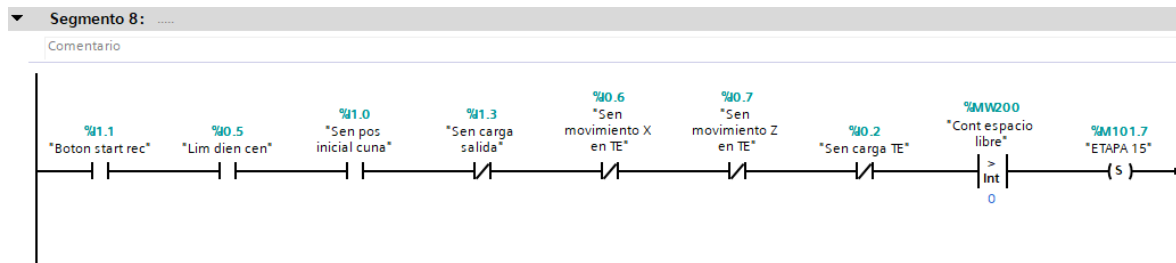 Segmento 8: .....
Comentario
%I1.1
"Boton start rec"
%I0.5
"Lim dien cen"
%I1.0
"Sen pos
inicial cuna"
%I1.3
"Sen carga
salida"
%I0.6
"Sen
movimiento X
en TE"
%I0.7
"Sen
movimiento Z
en TE"
%I0.2
"Sen carga TE"
%MW200
"Cont espacio
libre"
>
Int
0
%M101.7
"ETAPA 15"
S